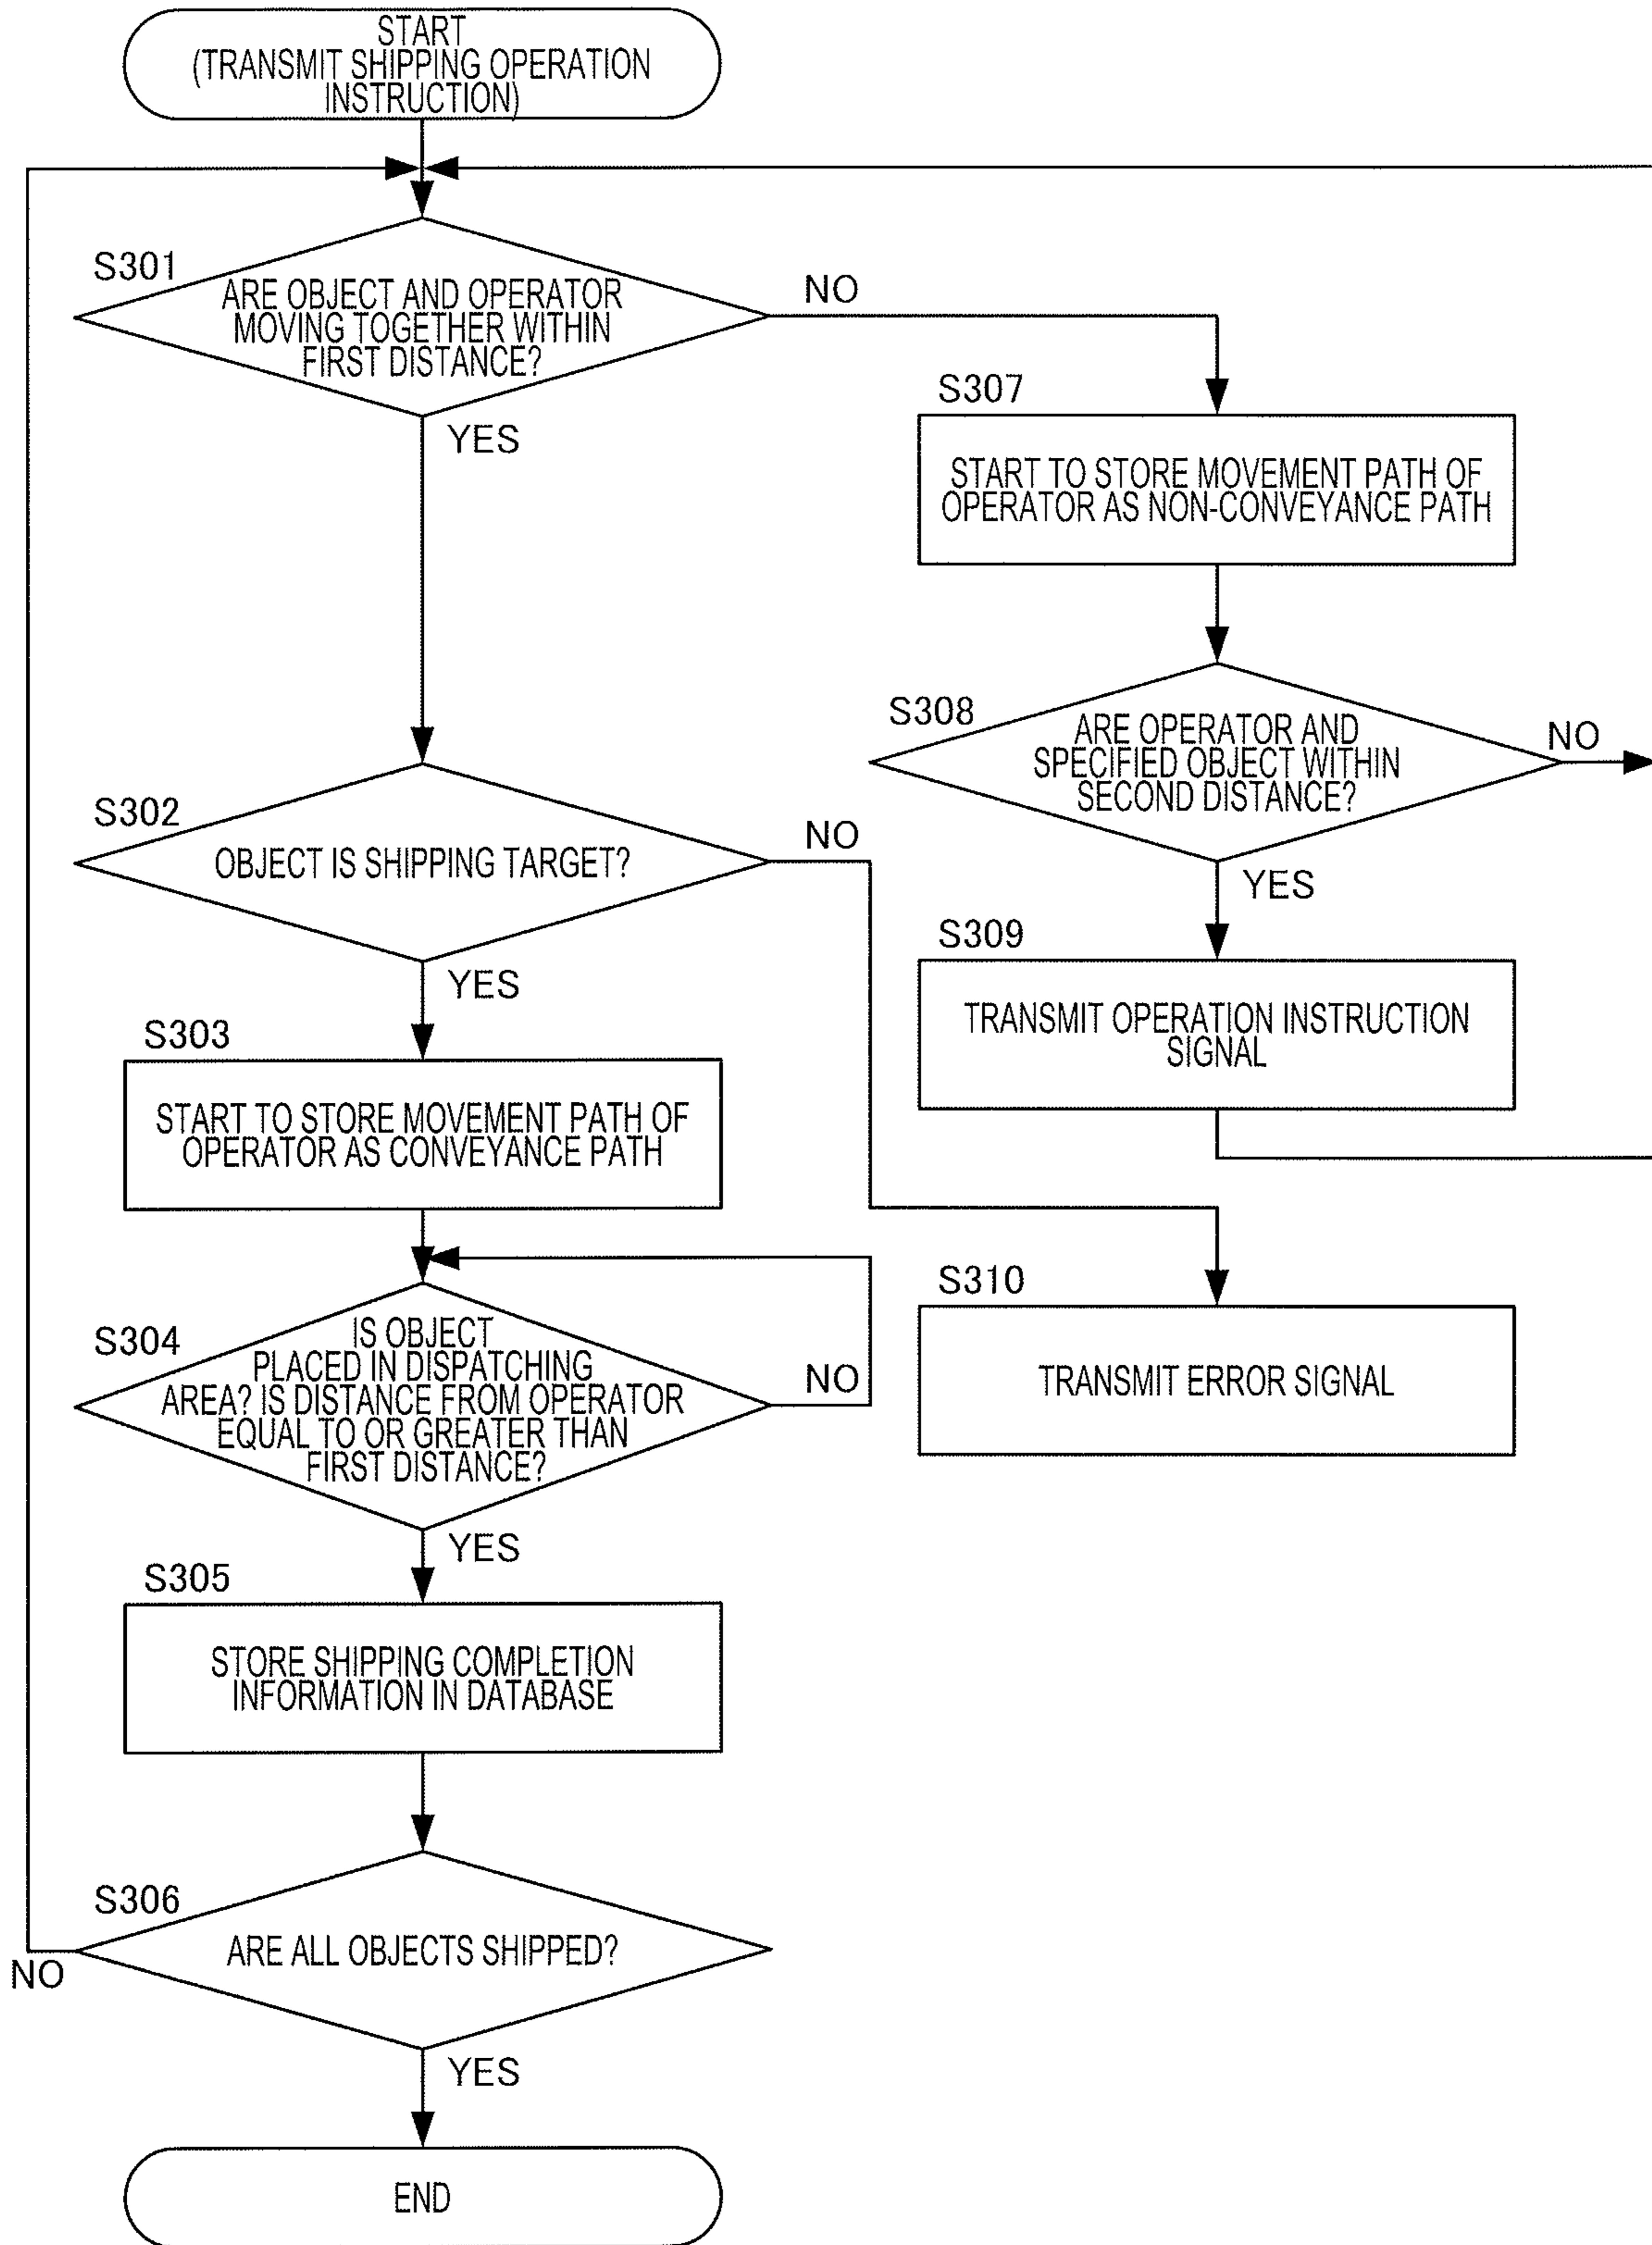 START
(TRANSMIT SHIPPING OPERATION
INSTRUCTION)
S301
ARE OBJECT AND OPERATOR
MOVING TOGETHER WITHIN
FIRST DISTANCE?
NO
YES
S307
START TO STORE MOVEMENT PATH OF
OPERATOR AS NON-CONVEYANCE PATH
S308
ARE OPERATOR AND
SPECIFIED OBJECT WITHIN
SECOND DISTANCE?
NO
YES
S309
TRANSMIT OPERATION INSTRUCTION
SIGNAL
S302
OBJECT IS SHIPPING TARGET?
NO
YES
S303
START TO STORE MOVEMENT PATH OF
OPERATOR AS CONVEYANCE PATH
S310
TRANSMIT ERROR SIGNAL
S304
IS OBJECT
PLACED IN DISPATCHING
AREA? IS DISTANCE FROM OPERATOR
EQUAL TO OR GREATER THAN
FIRST DISTANCE?
NO
YES
S305
STORE SHIPPING COMPLETION
INFORMATION IN DATABASE
S306
ARE ALL OBJECTS SHIPPED?
NO
YES
END